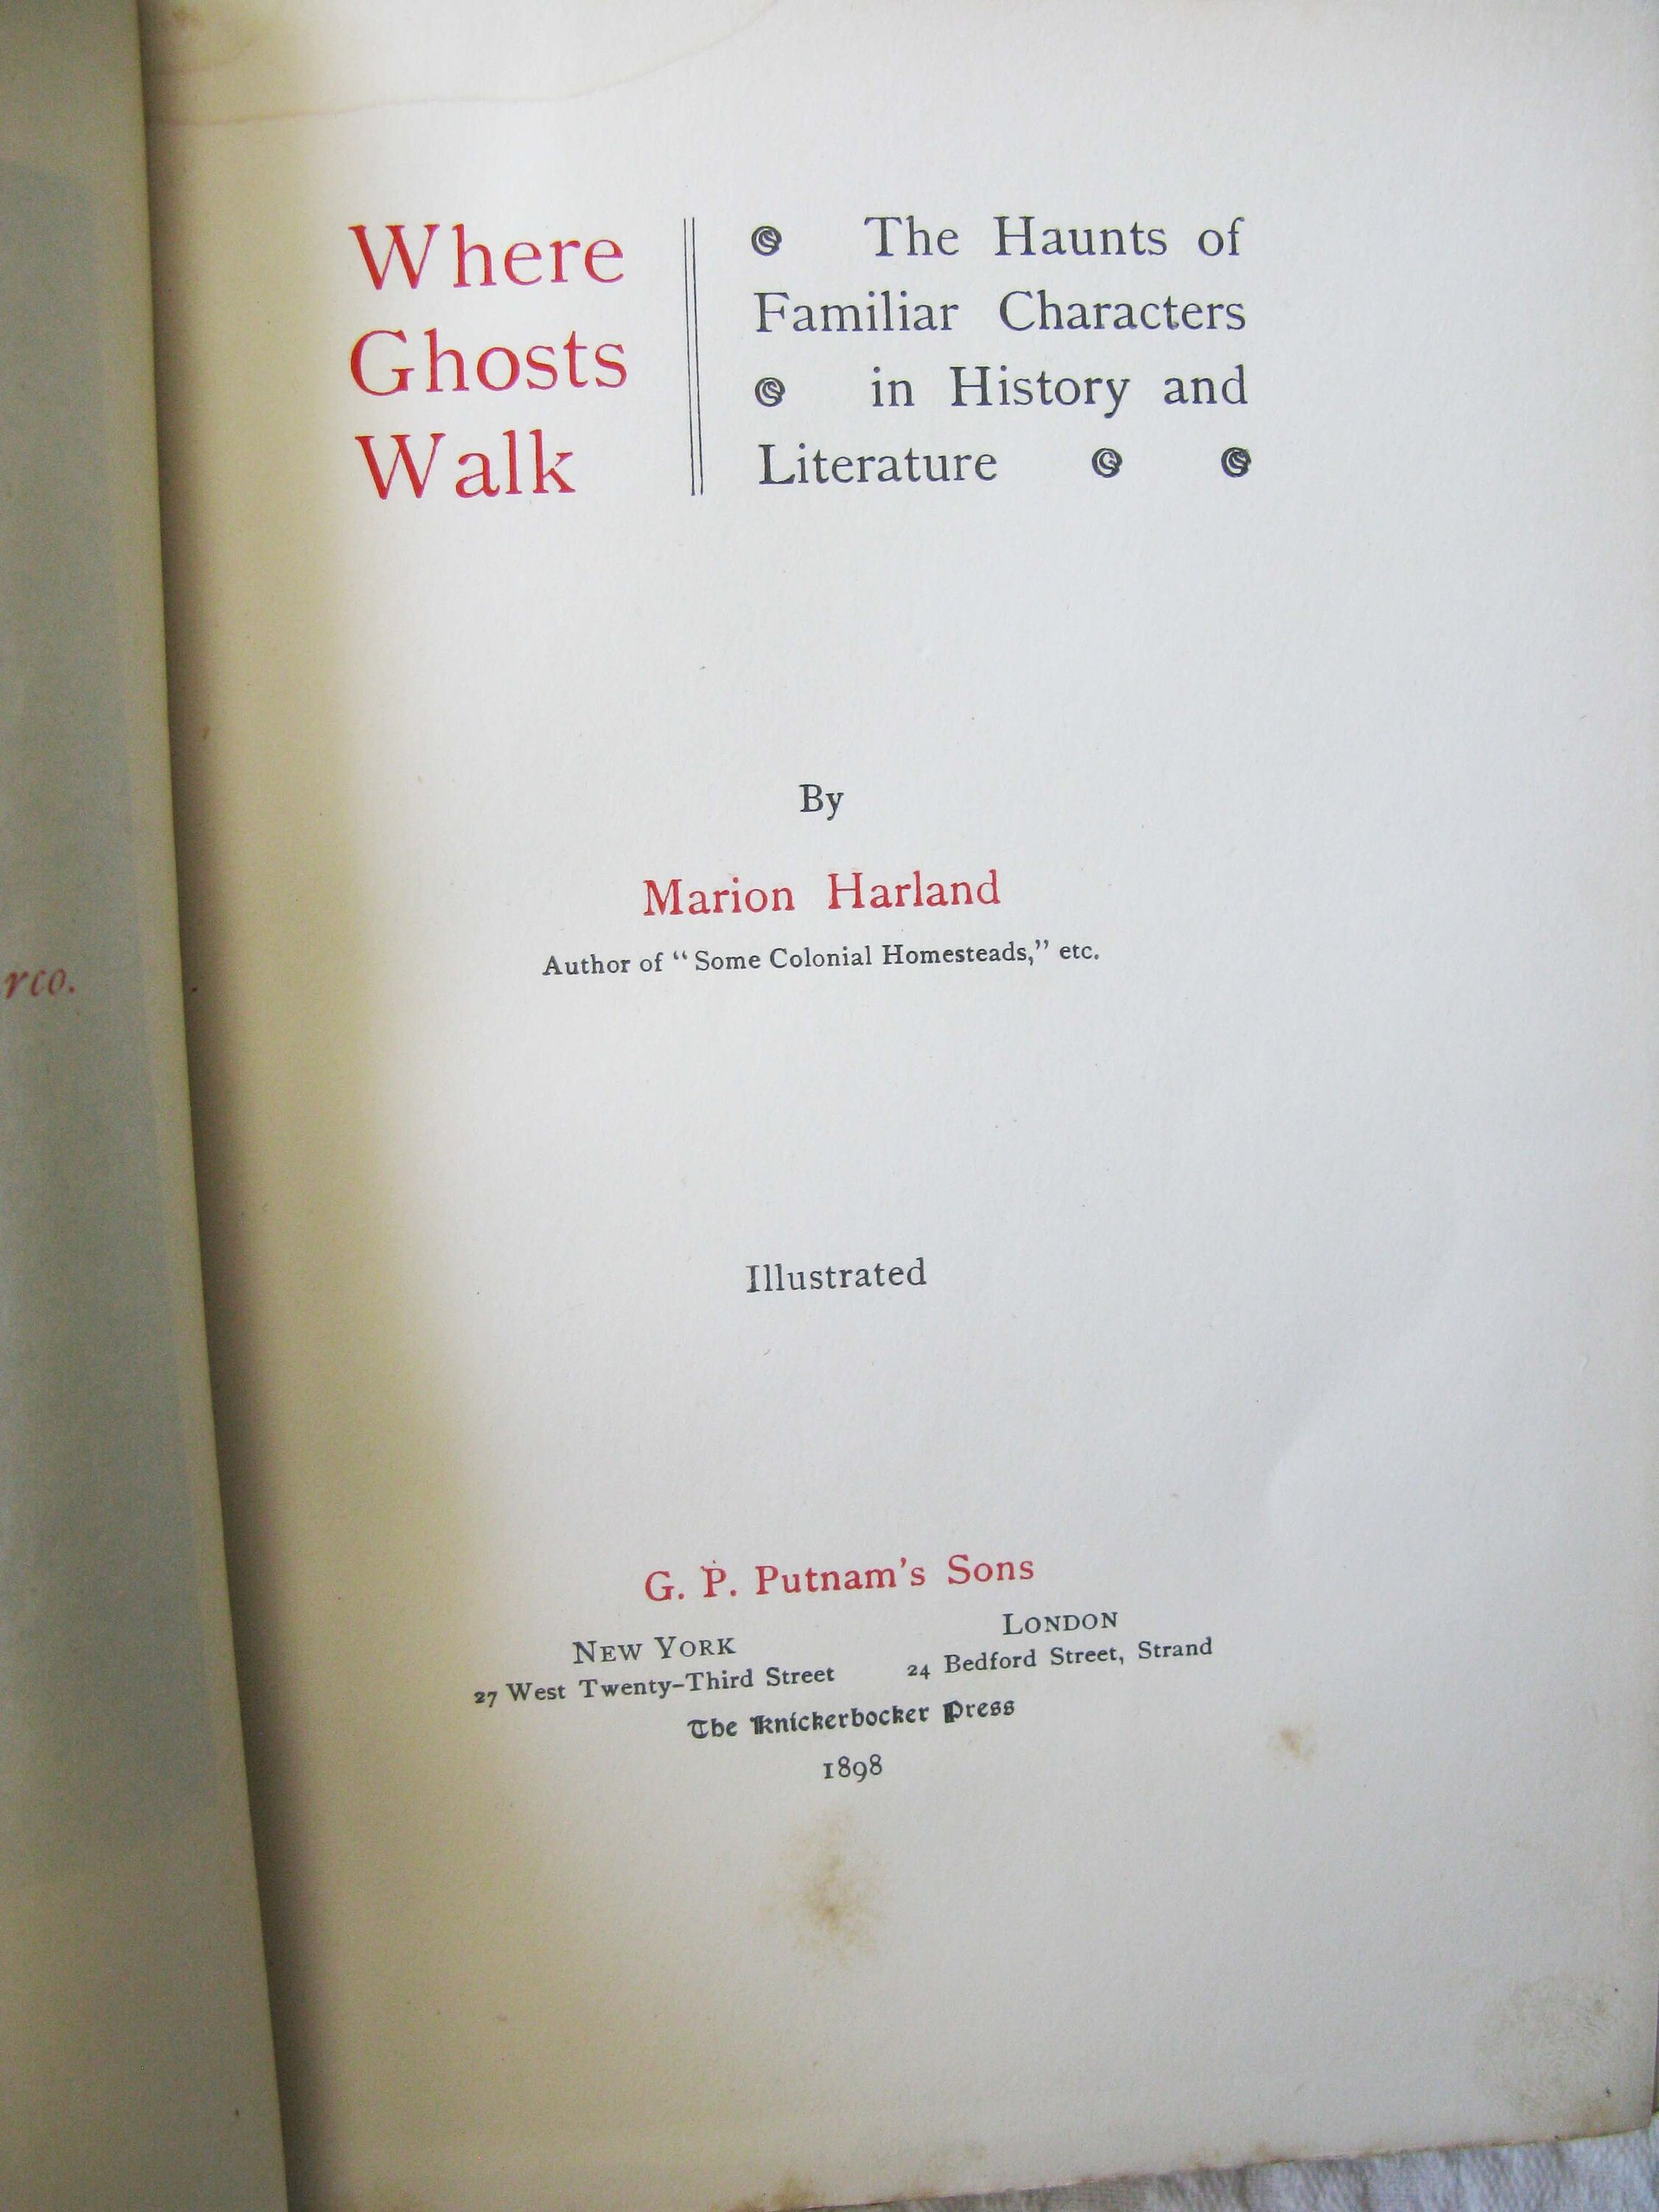 Where
Ghosts
Walk
The Haunts of
Familiar Characters
in History and
Literature
By
Marion Harland
Author of “Some Colonial Homesteads,” etc.
rco.
Illustrated
G. P. Putnam's Sons
New York
27 West Twenty-Third Street
London
24 Bedford Street, Strand
The Knickerbocker Press
1898